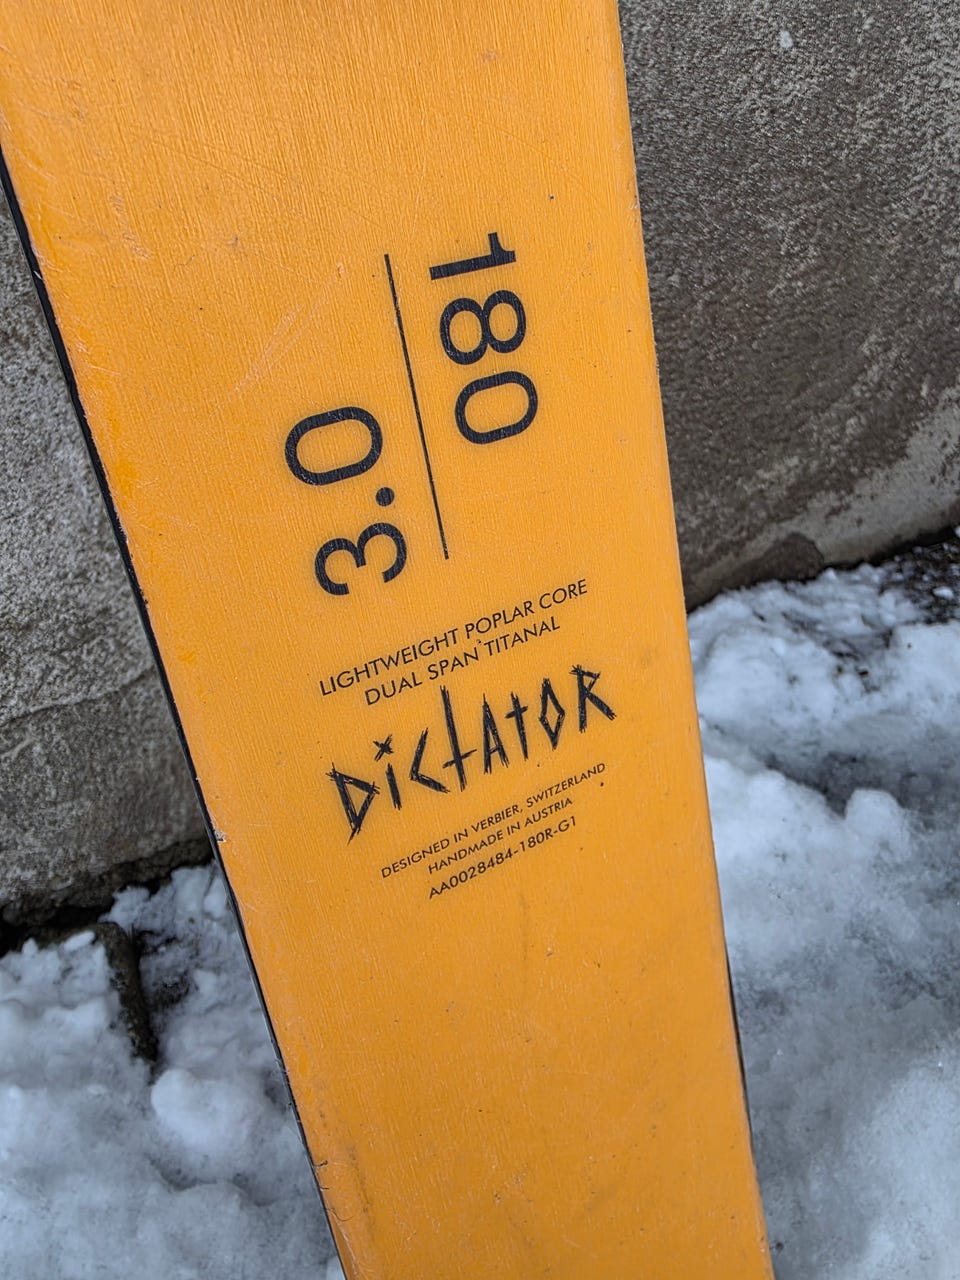 180
3.0
LIGHTWEIGHT POPLAR CORE
DUAL SPAN TITANAL
DiCtAtOR
DESIGNED IN VERBIER, SWITZERLAND
HANDMADE IN AUSTRIA
AA0028484-180R-G1